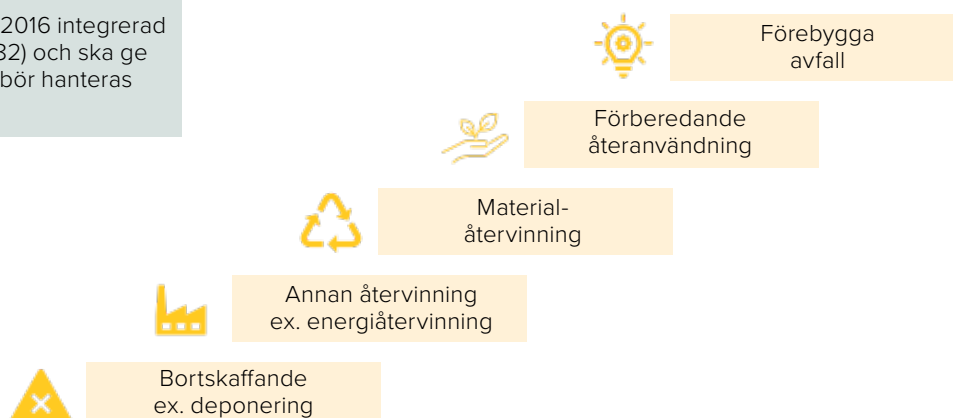 2016 integrerad
32) och ska ge
bör hanteras
Förebygga
avfall
Förberedande
återanvändning
Material-
återvinning
Annan återvinning
ex. energiåtervinning
Bortskaffande
ex. deponering